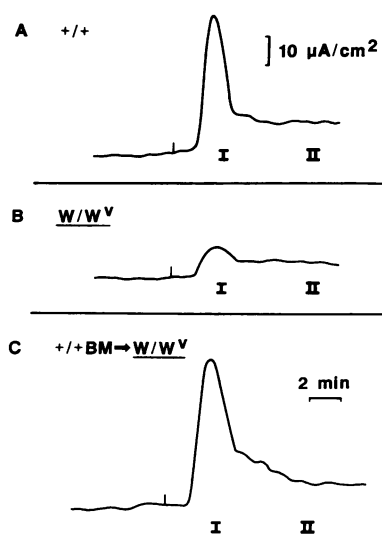 A +/+
10 μA/cm²
I II
B W/Wᵛ
I II
C +/+BM→W/Wᵛ
2 min
I II